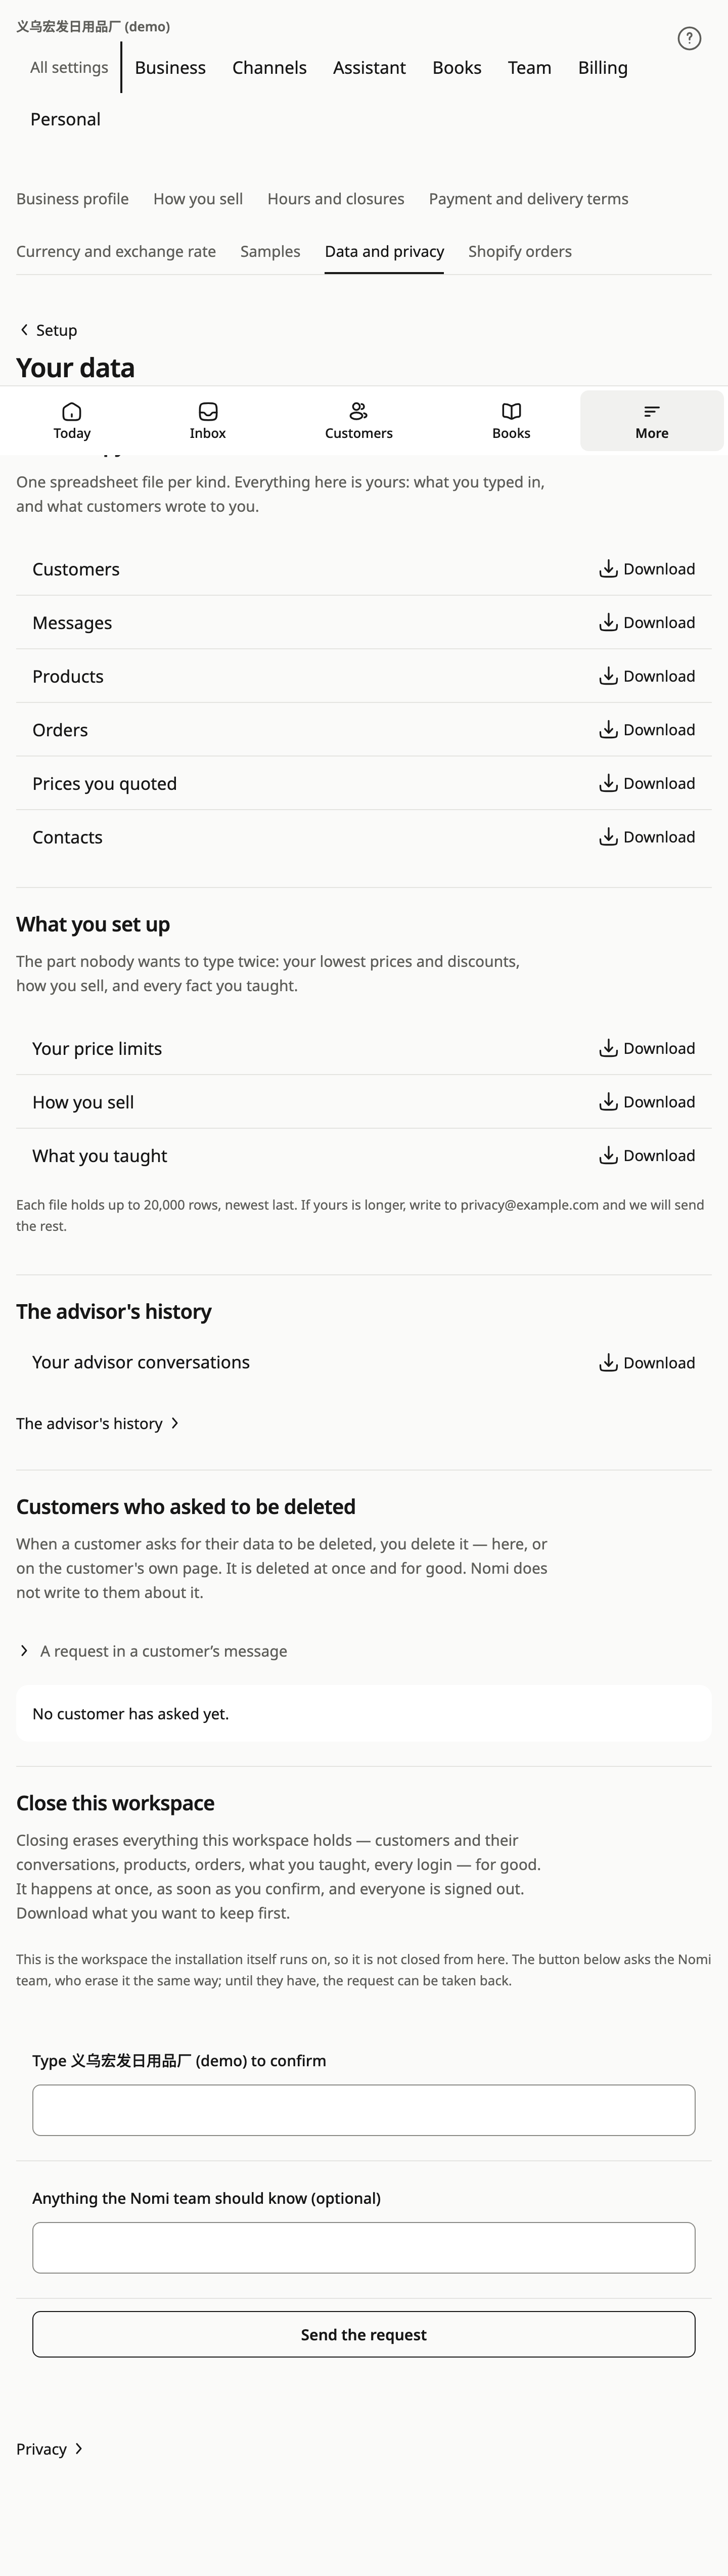 义乌宏发日用品厂 (demo)
All settings
Business
Channels
Assistant
Books
Team
Billing
Personal
Business profile
How you sell
Hours and closures
Payment and delivery terms
Currency and exchange rate
Samples
Data and privacy
Shopify orders
Setup
Your data
Today
Inbox
Customers
Books
More
One spreadsheet file per kind. Everything here is yours: what you typed in,
and what customers wrote to you.
Customers
Download
Messages
Download
Products
Download
Orders
Download
Prices you quoted
Download
Contacts
Download
What you set up
The part nobody wants to type twice: your lowest prices and discounts,
how you sell, and every fact you taught.
Your price limits
Download
How you sell
Download
What you taught
Download
Each file holds up to 20,000 rows, newest last. If yours is longer, write to privacy@example.com and we will send
the rest.
The advisor's history
Your advisor conversations
Download
The advisor's history
Customers who asked to be deleted
When a customer asks for their data to be deleted, you delete it — here, or
on the customer's own page. It is deleted at once and for good. Nomi does
not write to them about it.
A request in a customer’s message
No customer has asked yet.
Close this workspace
Closing erases everything this workspace holds — customers and their
conversations, products, orders, what you taught, every login — for good.
It happens at once, as soon as you confirm, and everyone is signed out.
Download what you want to keep first.
This is the workspace the installation itself runs on, so it is not closed from here. The button below asks the Nomi
team, who erase it the same way; until they have, the request can be taken back.
Type 义乌宏发日用品厂 (demo) to confirm
Anything the Nomi team should know (optional)
Send the request
Privacy